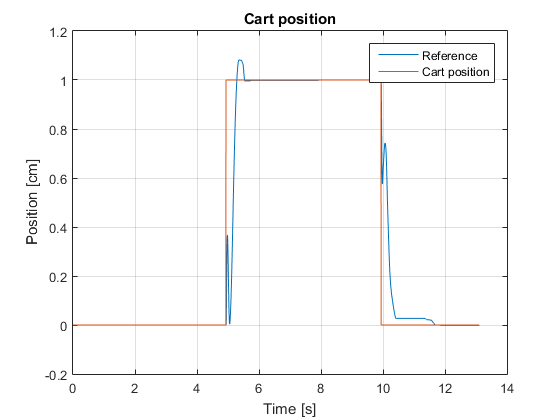 Cart position
Reference
Cart position
1.2
1
0.8
0.6
0.4
0.2
0
-0.2
Position [cm]
0 2 4 6 8 10 12 14
Time [s]